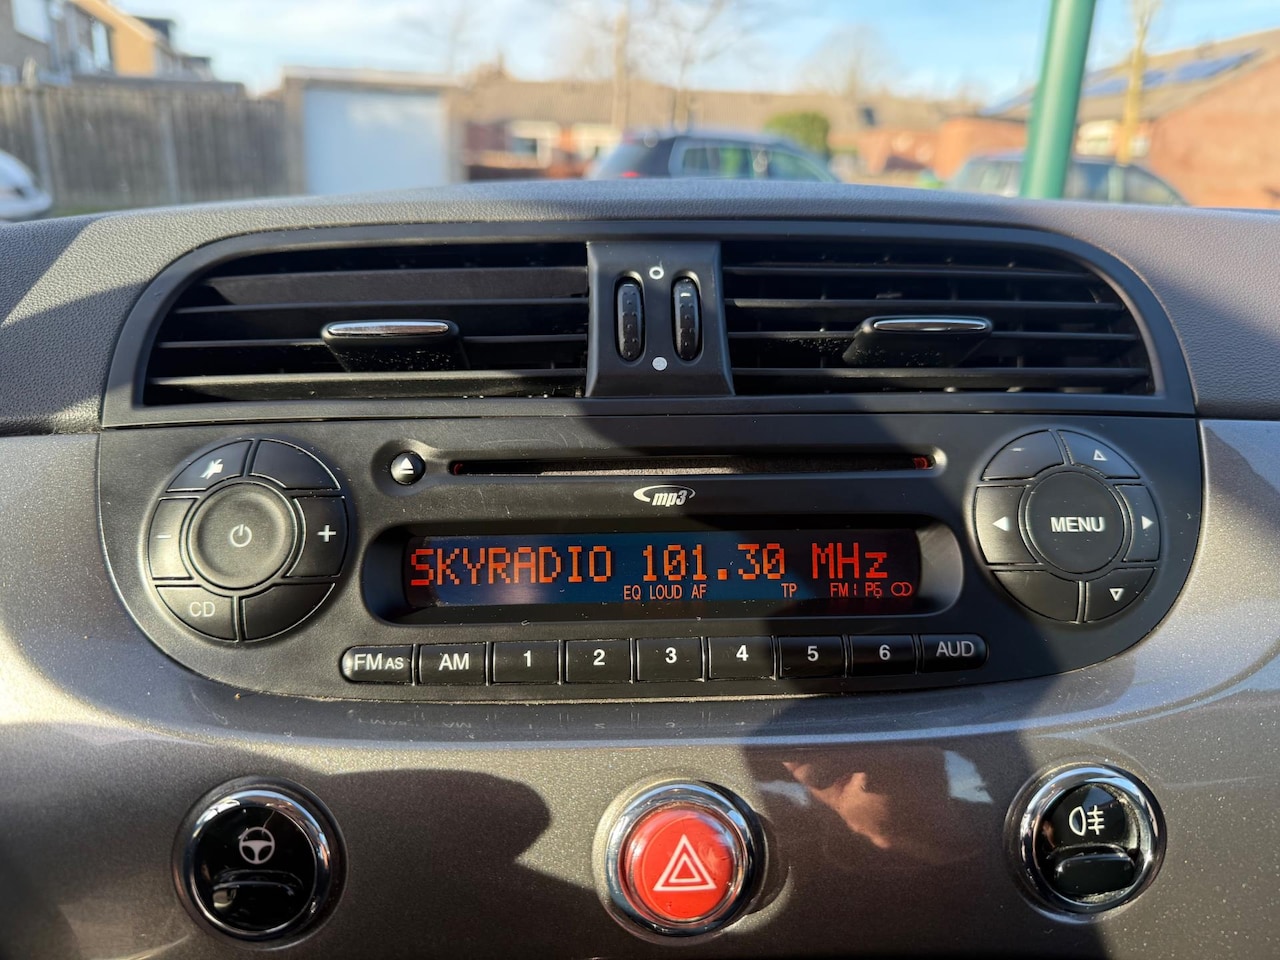 mp3
MENU
SKYRADIO 101.30 MHz
EQ LOUD AF TP FM1 P6
CD
FM AS AM 1 2 3 4 5 6 AUD